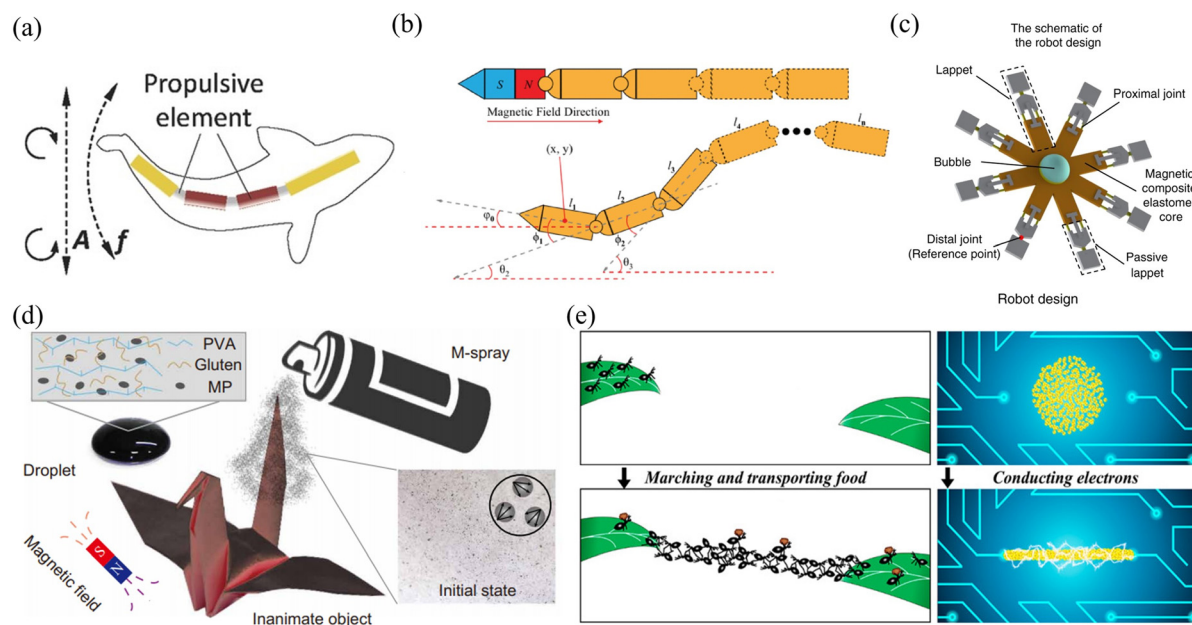 (a)
Propulsive
element
A
f
(b)
S
N
Magnetic Field Direction
(x, y)
l₁
l₂
l₃
l₄
lₙ
φ₀
ϕ₁
ϕ₂
θ₂
θ₃
(c)
The schematic of
the robot design
Lappet
Proximal joint
Bubble
Magnetic
composite
elastomer
core
Distal joint
(Reference point)
Passive
lappet
Robot design
(d)
PVA
Gluten
MP
M-spray
Droplet
S
N
Magnetic field
Inanimate object
Initial state
(e)
Marching and transporting food
Conducting electrons